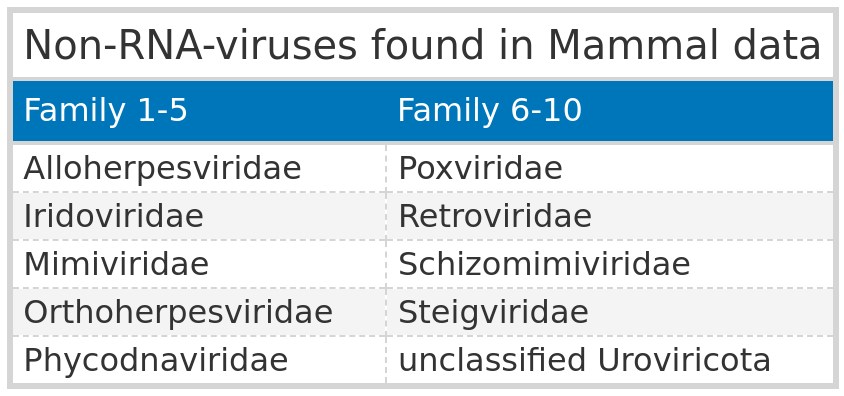 Non-RNA-viruses found in Mammal data
Family 1-5 Family 6-10
Alloherpesviridae Poxviridae
Iridoviridae Retroviridae
Mimiviridae Schizomimiviridae
Orthoherpesviridae Steigviridae
Phycodnaviridae unclassified Uroviricota